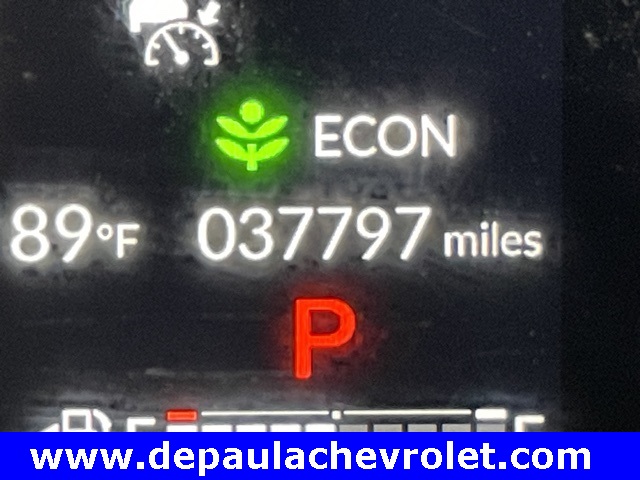 ECON
89°F 037797 miles
P
E F
www.depaulachevrolet.com